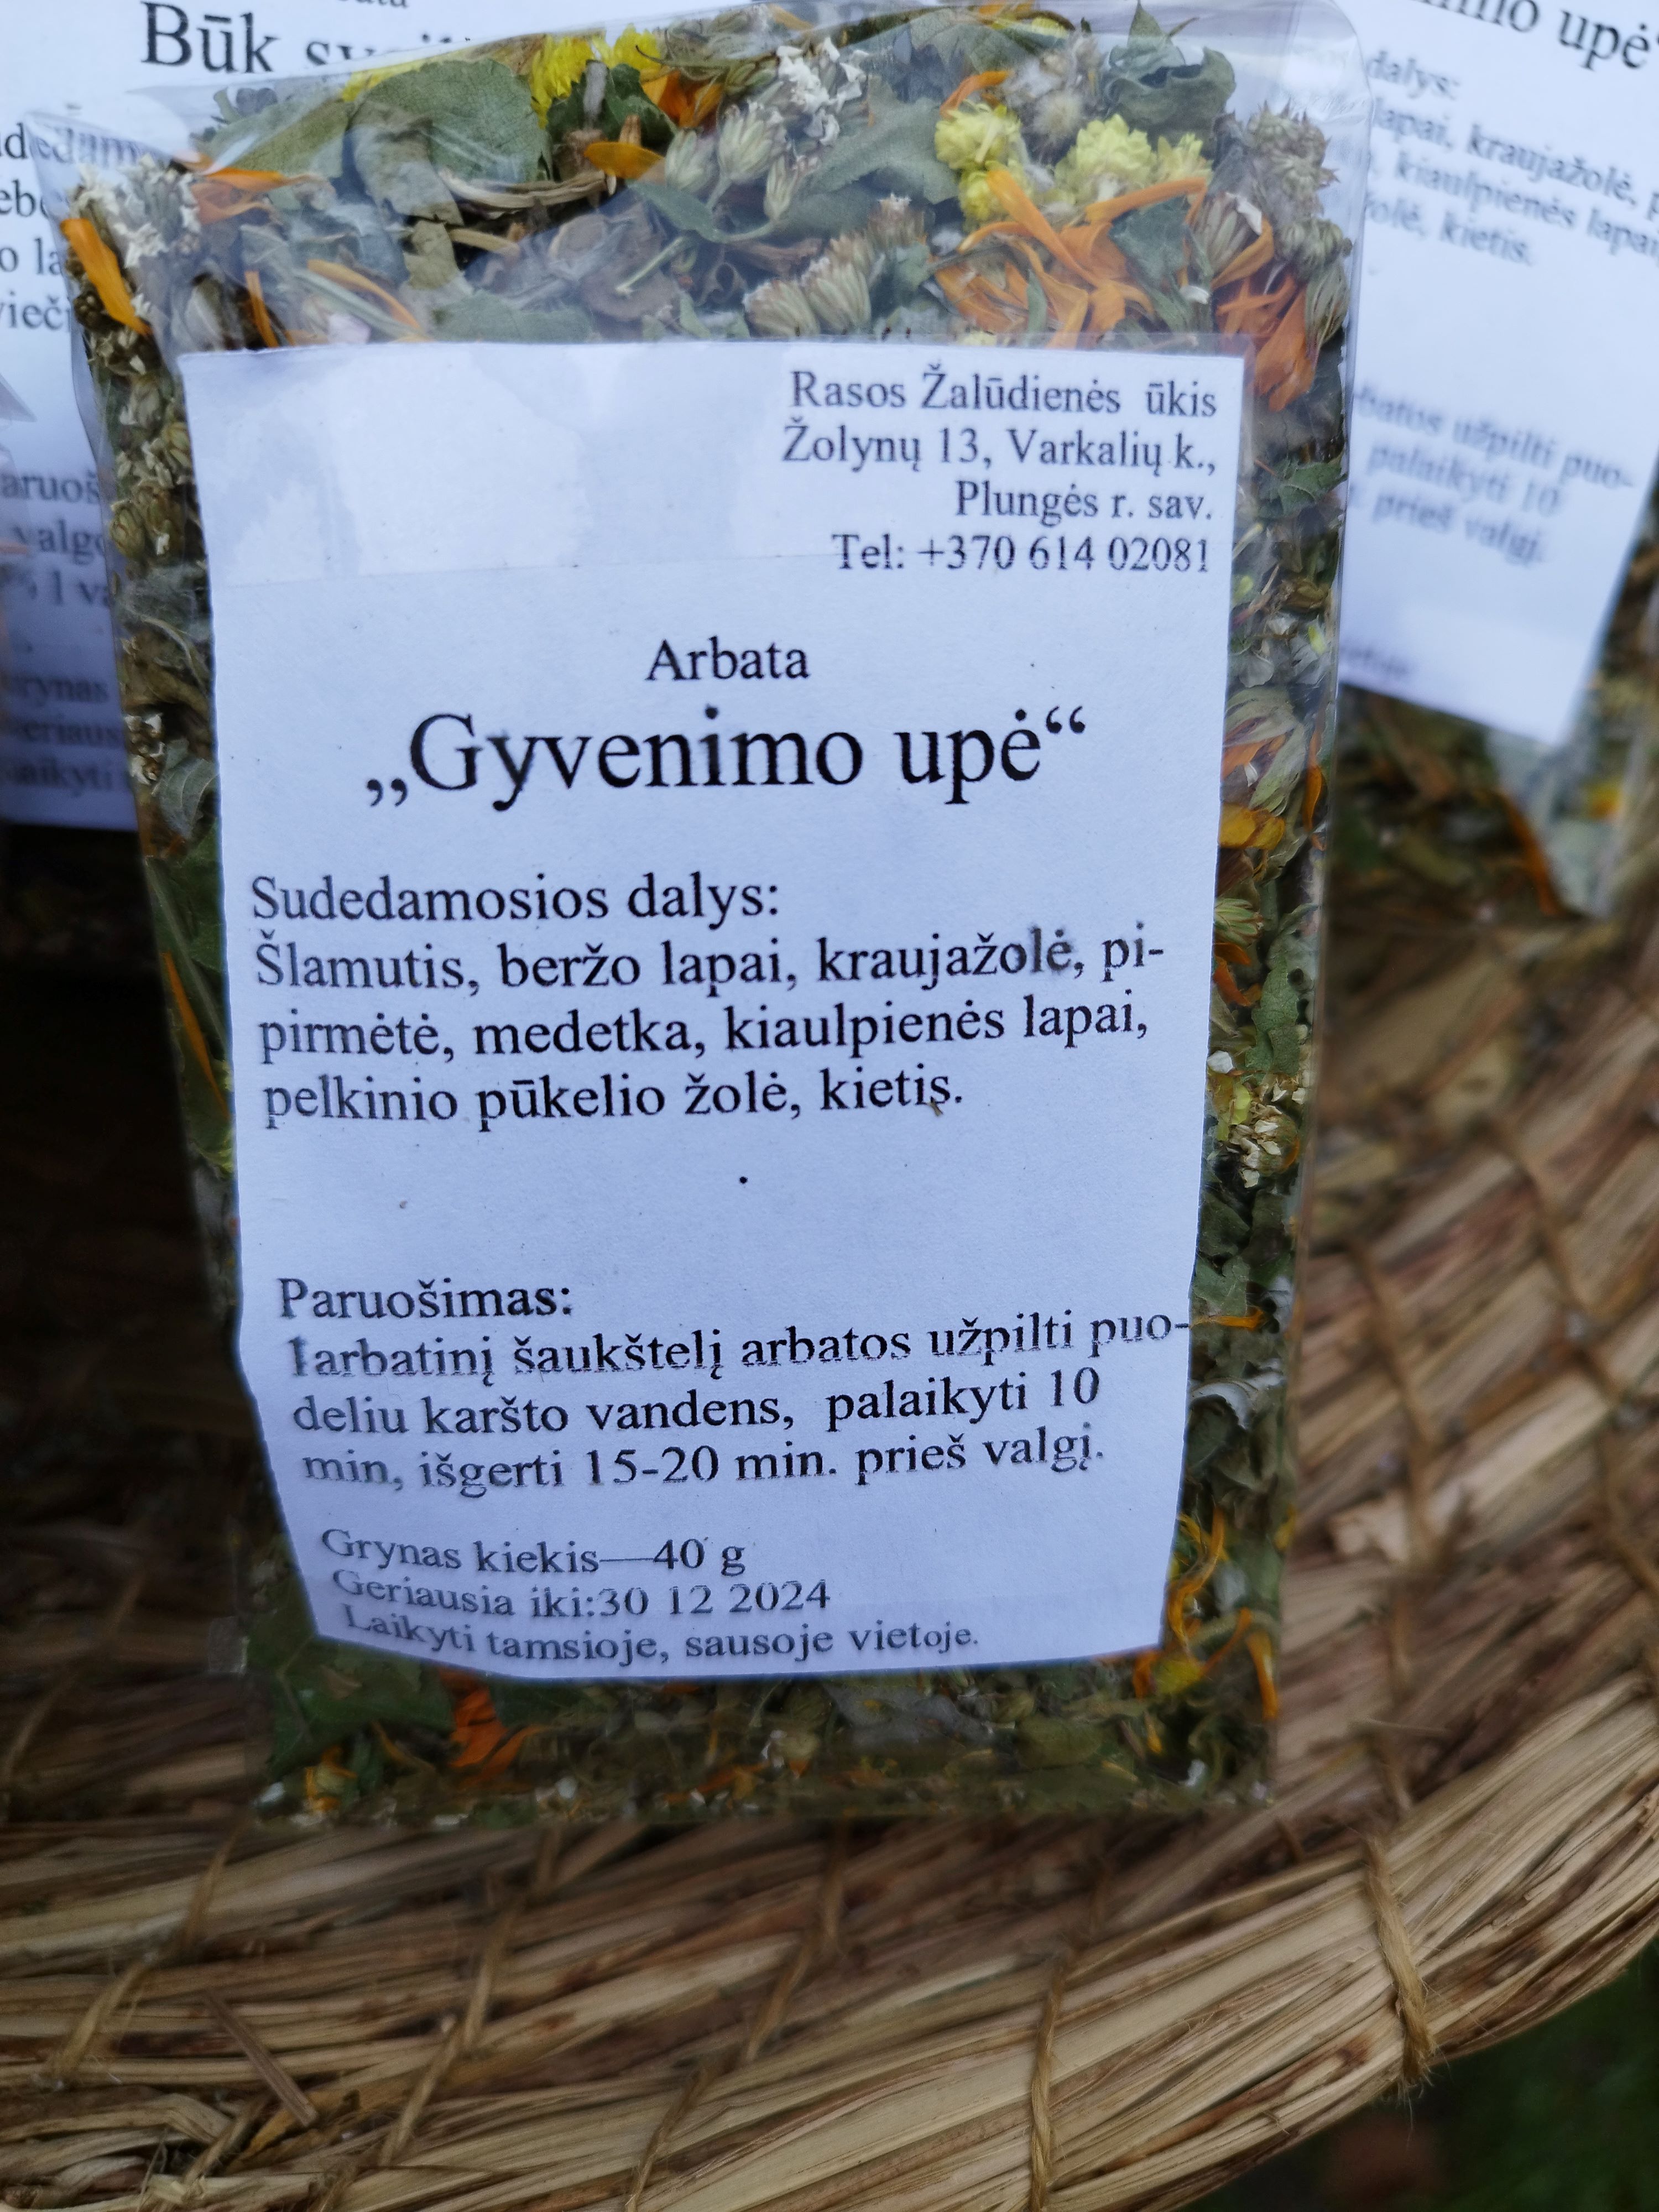 Būk
Rasos Žalūdienės ūkis
Žolynų 13, Varkalių k.,
Plungės r. sav.
Tel: +370 614 02081
Arbata
„Gyvenimo upė“
Sudedamosios dalys:
Šlamutis, beržo lapai, kraujažolė, pi-
pirmėtė, medetka, kiaulpienės lapai,
pelkinio pūkelio žolė, kietis.
Paruošimas:
1arbatinį šaukštelį arbatos užpilti puo-
deliu karšto vandens, palaikyti 10
min, išgerti 15-20 min. prieš valgį.
Grynas kiekis—40 g
Geriausia iki:30 12 2024
Laikyti tamsioje, sausoje vietoje.
upė“
dalys:
lapai, kraujažolė,
kiaulpienės lapai
kietis.
užpilti puo-
palaikyti 10
prieš valgį.